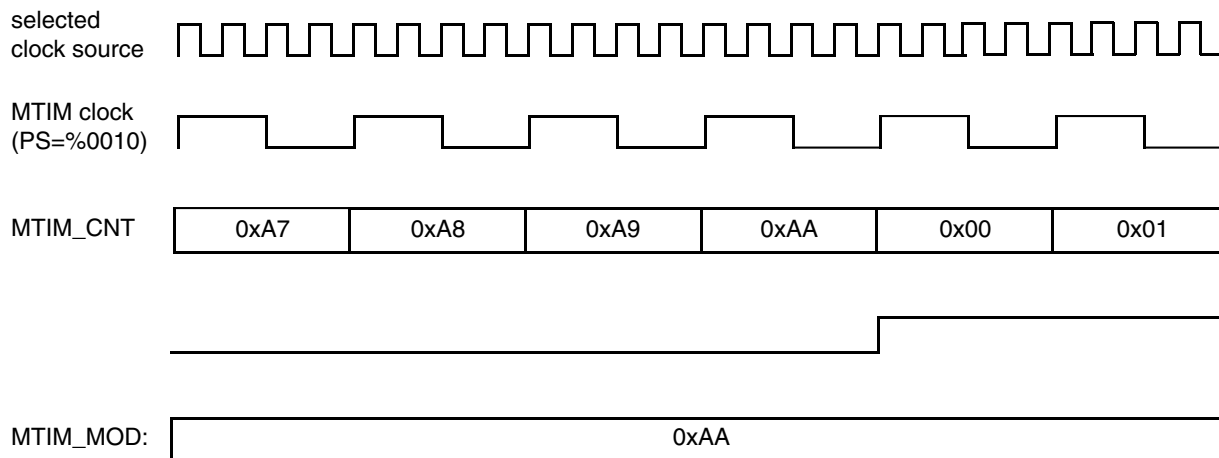 selected
clock source
MTIM clock
(PS=%0010)
MTIM_CNT 0xA7 0xA8 0xA9 0xAA 0x00 0x01
MTIM_MOD: 0xAA